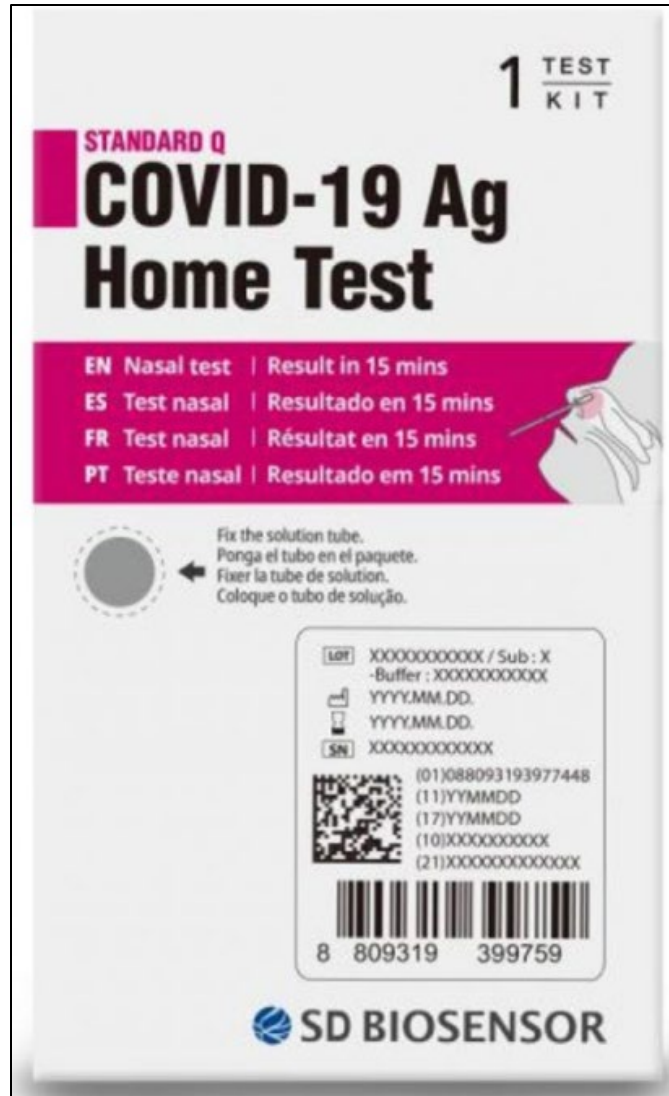 1 TEST
KIT
STANDARD Q
COVID-19 Ag
Home Test
EN Nasal test | Result in 15 mins
ES Test nasal | Resultado en 15 mins
FR Test nasal | Résultat en 15 mins
PT Teste nasal | Resultado em 15 mins
Fix the solution tube.
Ponga el tubo en el paquete.
Fixer la tube de solution.
Coloque o tubo de solução.
LOT XXXXXXXXXXX / Sub : X
-Buffer : XXXXXXXXXXX
YYYY.MM.DD.
YYYY.MM.DD.
SN XXXXXXXXXXXX
(01)088093193977448
(11)YYMMDD
(17)YYMMDD
(10)XXXXXXXXXX
(21)XXXXXXXXXXXXX
8 809319 399759
SD BIOSENSOR